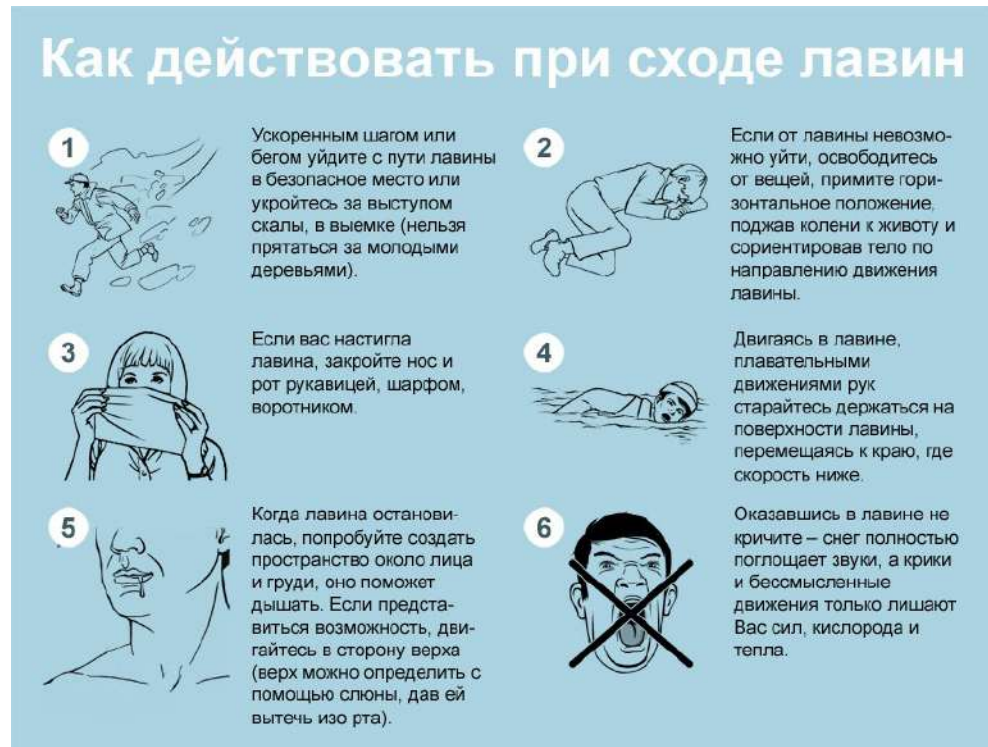 Как действовать при сходе лавин
1
Ускоренным шагом или
бегом уйдите с пути лавины
в безопасное место или
укройтесь за выступом
скалы, в выемке (нельзя
прятаться за молодыми
деревьями).
2
Если от лавины невозмо-
жно уйти, освободитесь
от вещей, примите гори-
зонтальное положение,
поджав колени к животу и
сориентировав тело по
направлению движения
лавины.
3
Если вас настигла
лавина, закройте нос и
рот рукавицей, шарфом,
воротником.
4
Двигаясь в лавине,
плавательными
движениями рук
старайтесь держаться на
поверхности лавины,
перемещаясь к краю, где
скорость ниже.
5
Когда лавина останови-
лась, попробуйте создать
пространство около лица
и груди, оно поможет
дышать. Если предста-
виться возможность, дви-
гайтесь в сторону верха
(верх можно определить с
помощью слюны, дав ей
вытечь изо рта).
6
Оказавшись в лавине не
кричите – снег полностью
поглощает звуки, а крики
и бессмысленные
движения только лишают
Вас сил, кислорода и
тепла.